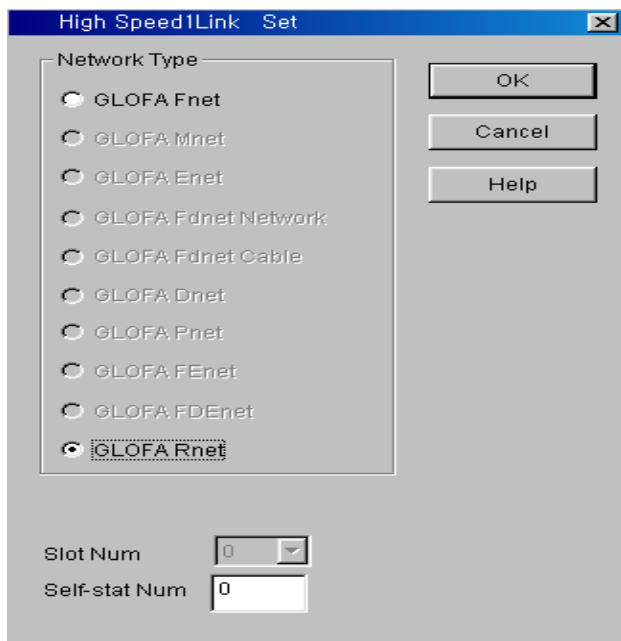 High Speed1Link Set
Network Type
GLOFA Fnet
GLOFA Mnet
GLOFA Enet
GLOFA Fdnet Network
GLOFA Fdnet Cable
GLOFA Dnet
GLOFA Pnet
GLOFA FEnet
GLOFA FDEnet
GLOFA Rnet
OK
Cancel
Help
Slot Num 0
Self-stat Num 0